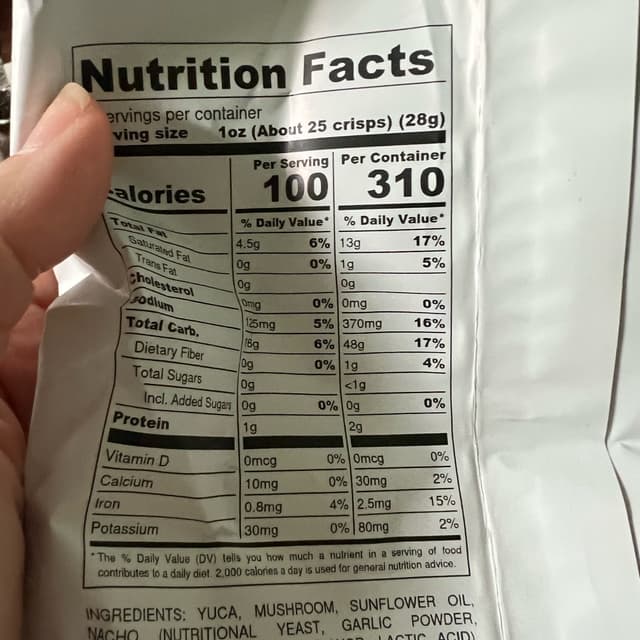 Nutrition Facts
ervings per container
ving size 1oz (About 25 crisps) (28g)
Per Serving Per Container
alories 100 310
% Daily Value* % Daily Value*
Total Fat 4.5g 6% 13g 17%
Saturated Fat 0g 0% 1g 5%
Trans Fat 0g 0g
Cholesterol 0mg 0% 0mg 0%
Sodium 125mg 5% 370mg 16%
Total Carb. 18g 6% 48g 17%
Dietary Fiber 0g 0% 1g 4%
Total Sugars 0g <1g
Incl. Added Sugars 0g 0% 0g 0%
Protein 1g 2g
Vitamin D 0mcg 0% 0mcg 0%
Calcium 10mg 0% 30mg 2%
Iron 0.8mg 4% 2.5mg 15%
Potassium 30mg 0% 80mg 2%
*The % Daily Value (DV) tells you how much a nutrient in a serving of food
contributes to a daily diet. 2,000 calories a day is used for general nutrition advice.
INGREDIENTS: YUCA, MUSHROOM, SUNFLOWER OIL,
NACHO (NUTRITIONAL YEAST, GARLIC POWDER,
LACTIC ACID)